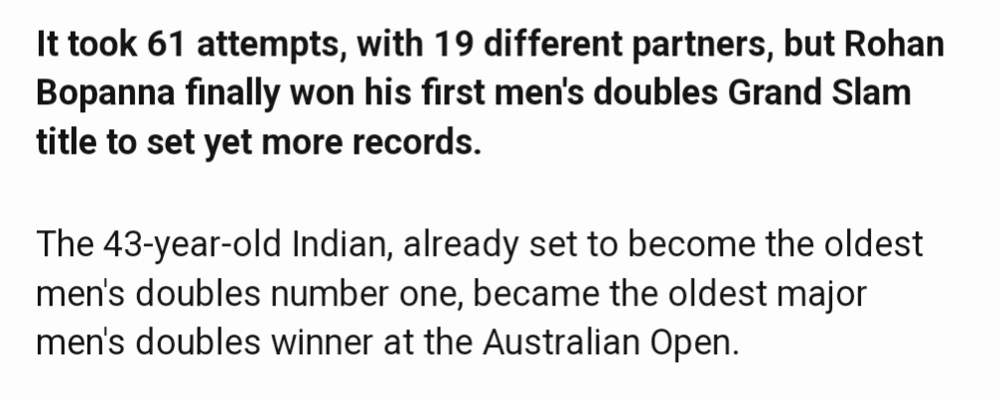 It took 61 attempts, with 19 different partners, but Rohan
Bopanna finally won his first men's doubles Grand Slam
title to set yet more records.
The 43-year-old Indian, already set to become the oldest
men's doubles number one, became the oldest major
men's doubles winner at the Australian Open.